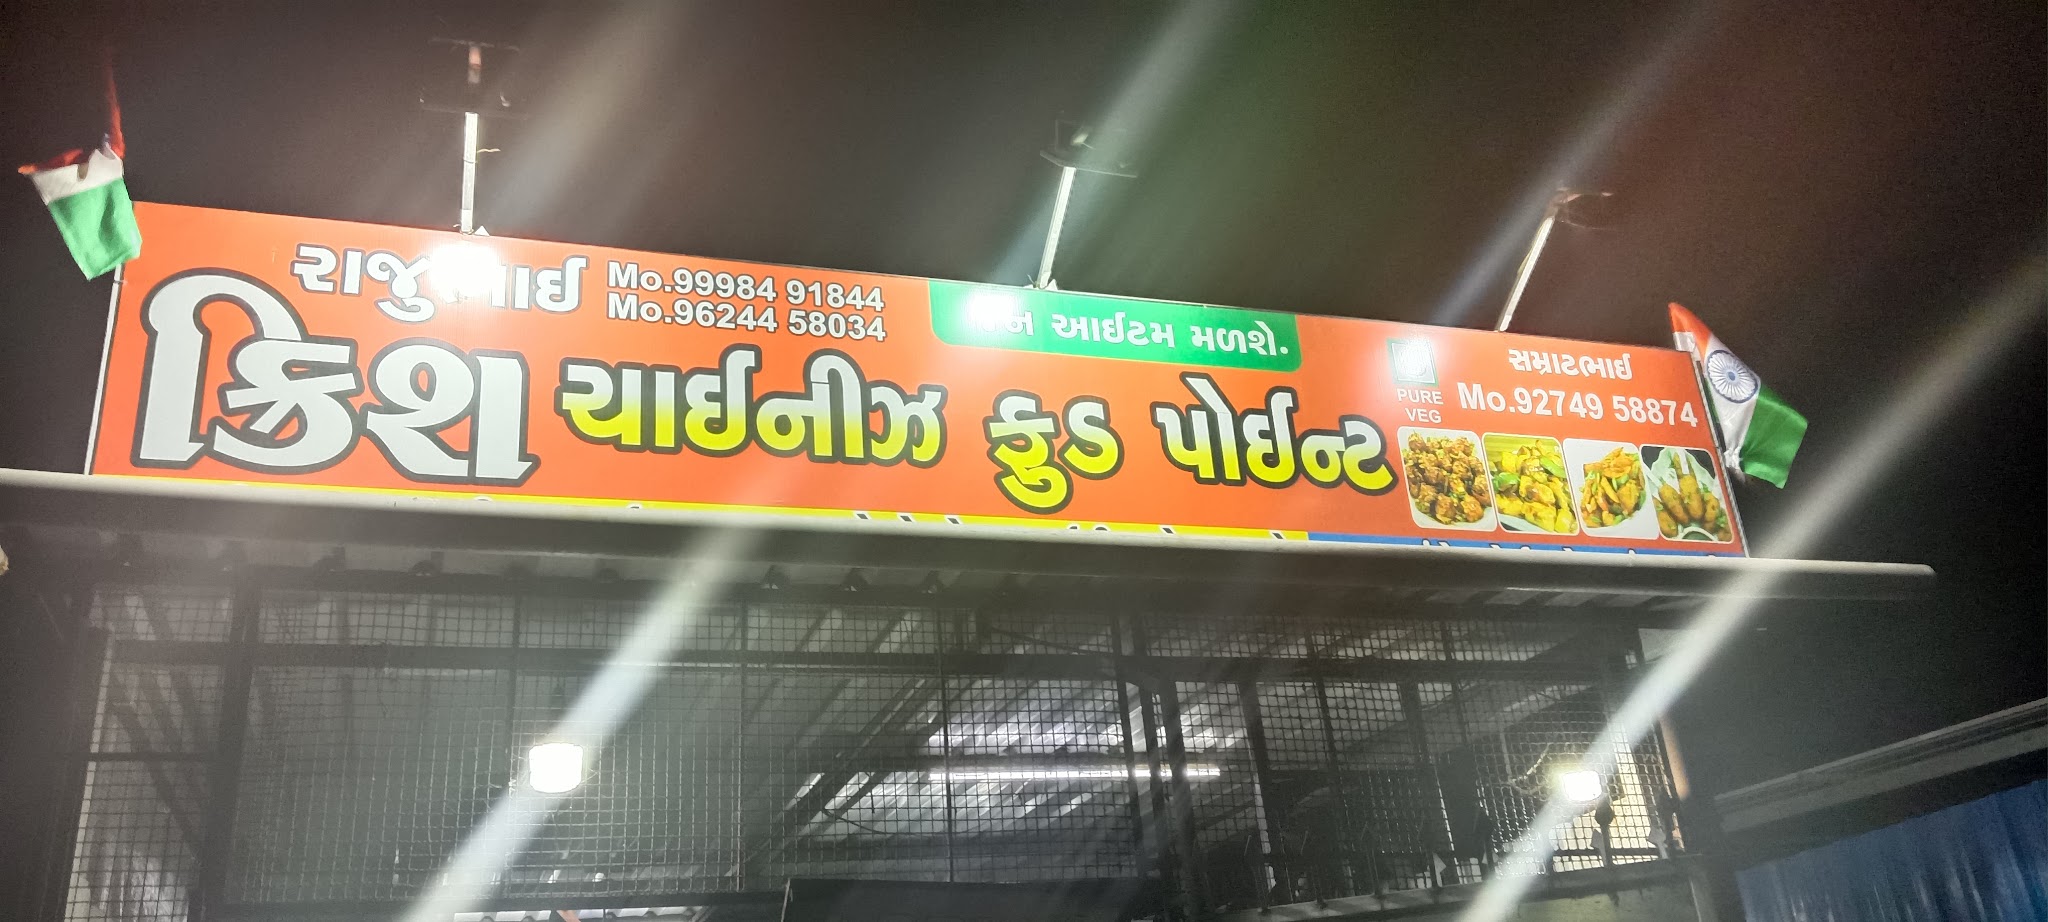 રાજુભાઈ
Mo.99984 91844
Mo.96244 58034
આઈટમ મળશે.
ક્રિશ ચાઈનીઝ ફુડ પોઈન્ટ
PURE
VEG
સમ્રાટભાઈ
Mo.92749 58874